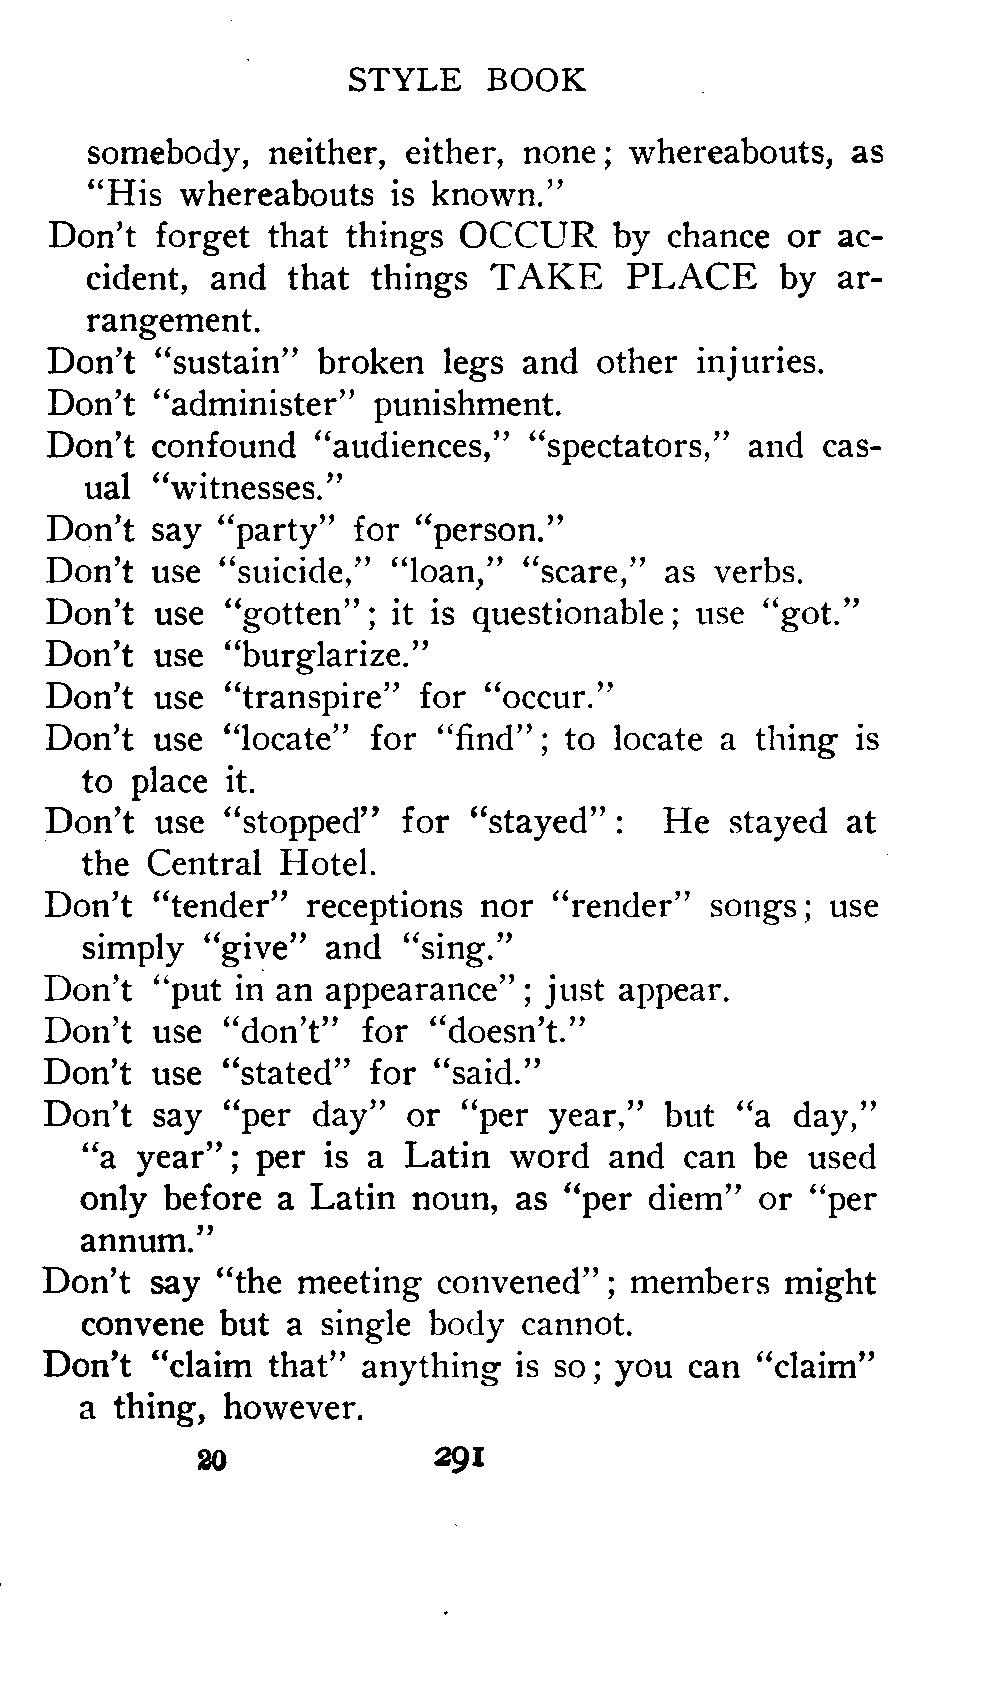 STYLE BOOK
somebody, neither, either, none; whereabouts, as
“His whereabouts is known.”
Don't forget that things OCCUR by chance or ac-
cident, and that things TAKE PLACE by ar-
rangement.
Don't “sustain” broken legs and other injuries.
Don't “administer” punishment.
Don't confound “audiences,” “spectators,” and cas-
ual “witnesses.”
Don't say “party” for “person.”
Don't use “suicide,” “loan,” “scare,” as verbs.
Don't use “gotten”; it is questionable; use “got.”
Don't use “burglarize.”
Don't use “transpire” for “occur.”
Don't use “locate” for “find”; to locate a thing is
to place it.
Don't use “stopped” for “stayed”: He stayed at
the Central Hotel.
Don't “tender” receptions nor “render” songs; use
simply “give” and “sing.”
Don't “put in an appearance”; just appear.
Don't use “don't” for “doesn't.”
Don't use “stated” for “said.”
Don't say “per day” or “per year,” but “a day,”
“a year”; per is a Latin word and can be used
only before a Latin noun, as “per diem” or “per
annum.”
Don't say “the meeting convened”; members might
convene but a single body cannot.
Don't “claim that” anything is so; you can “claim”
a thing, however.
20 291